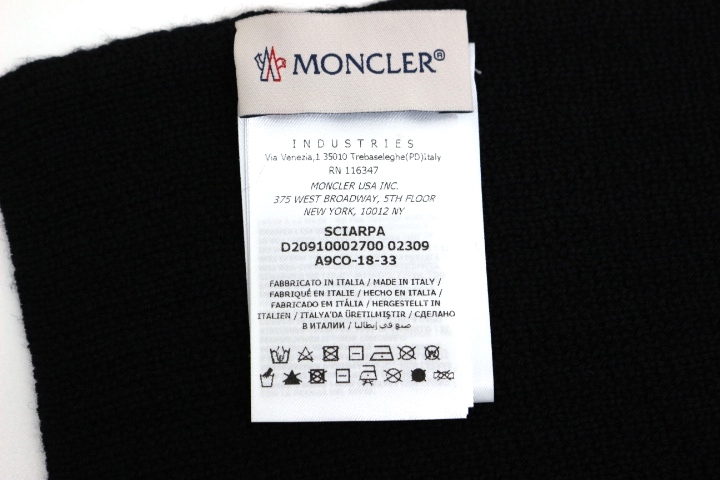 MONCLER®
INDUSTRIES
Via Venezia,1 35010 Trebaseleghe(PD)Italy
RN 116347
MONCLER USA INC.
375 WEST BROADWAY, 5TH FLOOR
NEW YORK, 10012 NY
SCIARPA
D20910002700 02309
A9CO-18-33
FABBRICATO IN ITALIA / MADE IN ITALY /
FABRIQUÉ EN ITALIE / HECHO EN ITALIA /
FABRICADO EM ITÁLIA / HERGESTELLT IN
ITALIEN / ITALYA'DA ÜRETILMIŞTIR / СДЕЛАНО
В ИТАЛИИ / صنع في إيطاليا